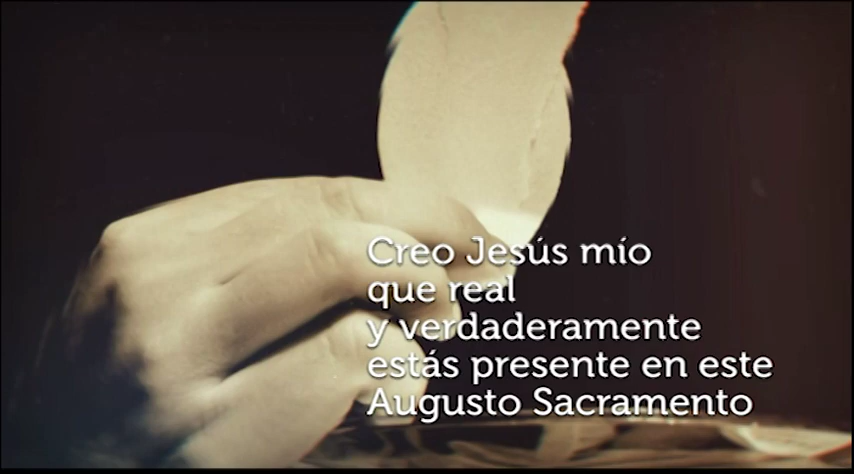 Creo Jesús mío
que real
y verdaderamente
estás presente en este
Augusto Sacramento